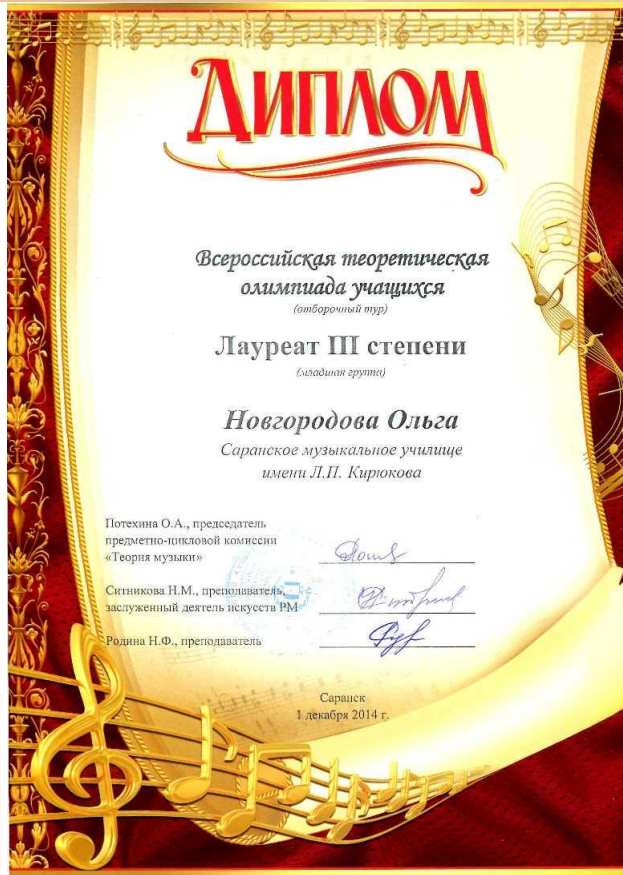 Диплом
Всероссийская теоретическая
олимпиада учащихся
(отборочный тур)
Лауреат III степени
(младшая группа)
Новгородова Ольга
Саранское музыкальное училище
имени Л.П. Кирюкова
Потехина О.А., председатель
предметно-цикловой комиссии
«Теория музыки»
Ситникова Н.М., преподаватель,
заслуженный деятель искусств РМ
Родина Н.Ф., преподаватель
Саранск
1 декабря 2014 г.